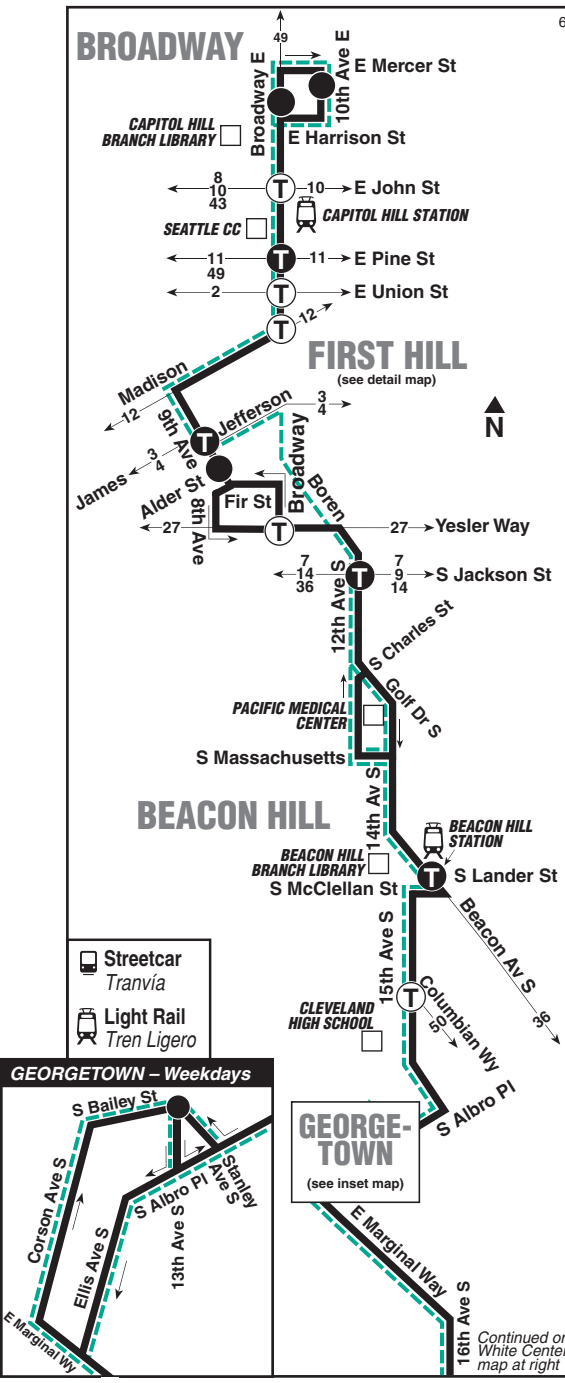 6
BROADWAY
49
E Mercer St
10th Ave E
Broadway E
CAPITOL HILL
BRANCH LIBRARY
E Harrison St
8
10
43
T
10
E John St
SEATTLE CC
CAPITOL HILL STATION
11
49
T
11
E Pine St
2
T
E Union St
T
12
FIRST HILL
(see detail map)
Madison
12
9th Ave
T
Jefferson
3
4
N
James
3
4
Alder St
8th Ave
Fir St
Broadway
Boren
27
T
27
Yesler Way
7
14
36
T
7
9
14
S Jackson St
12th Ave S
S Charles St
Golf Dr S
PACIFIC MEDICAL
CENTER
S Massachusetts
BEACON HILL
14th Av S
BEACON HILL
STATION
BEACON HILL
BRANCH LIBRARY
T
S Lander St
S McClellan St
15th Ave S
Beacon Av S
36
T
Columbian Wy
50
CLEVELAND
HIGH SCHOOL
S Albro Pl
Streetcar
Tranvía
Light Rail
Tren Ligero
GEORGETOWN – Weekdays
S Bailey St
Corson Ave S
S Albro Pl
Stanley
Ave S
Ellis Ave S
13th Ave S
E Marginal Wy
GEORGE-
TOWN
(see inset map)
E Marginal Way
16th Ave S
Continued on
White Center
map at right